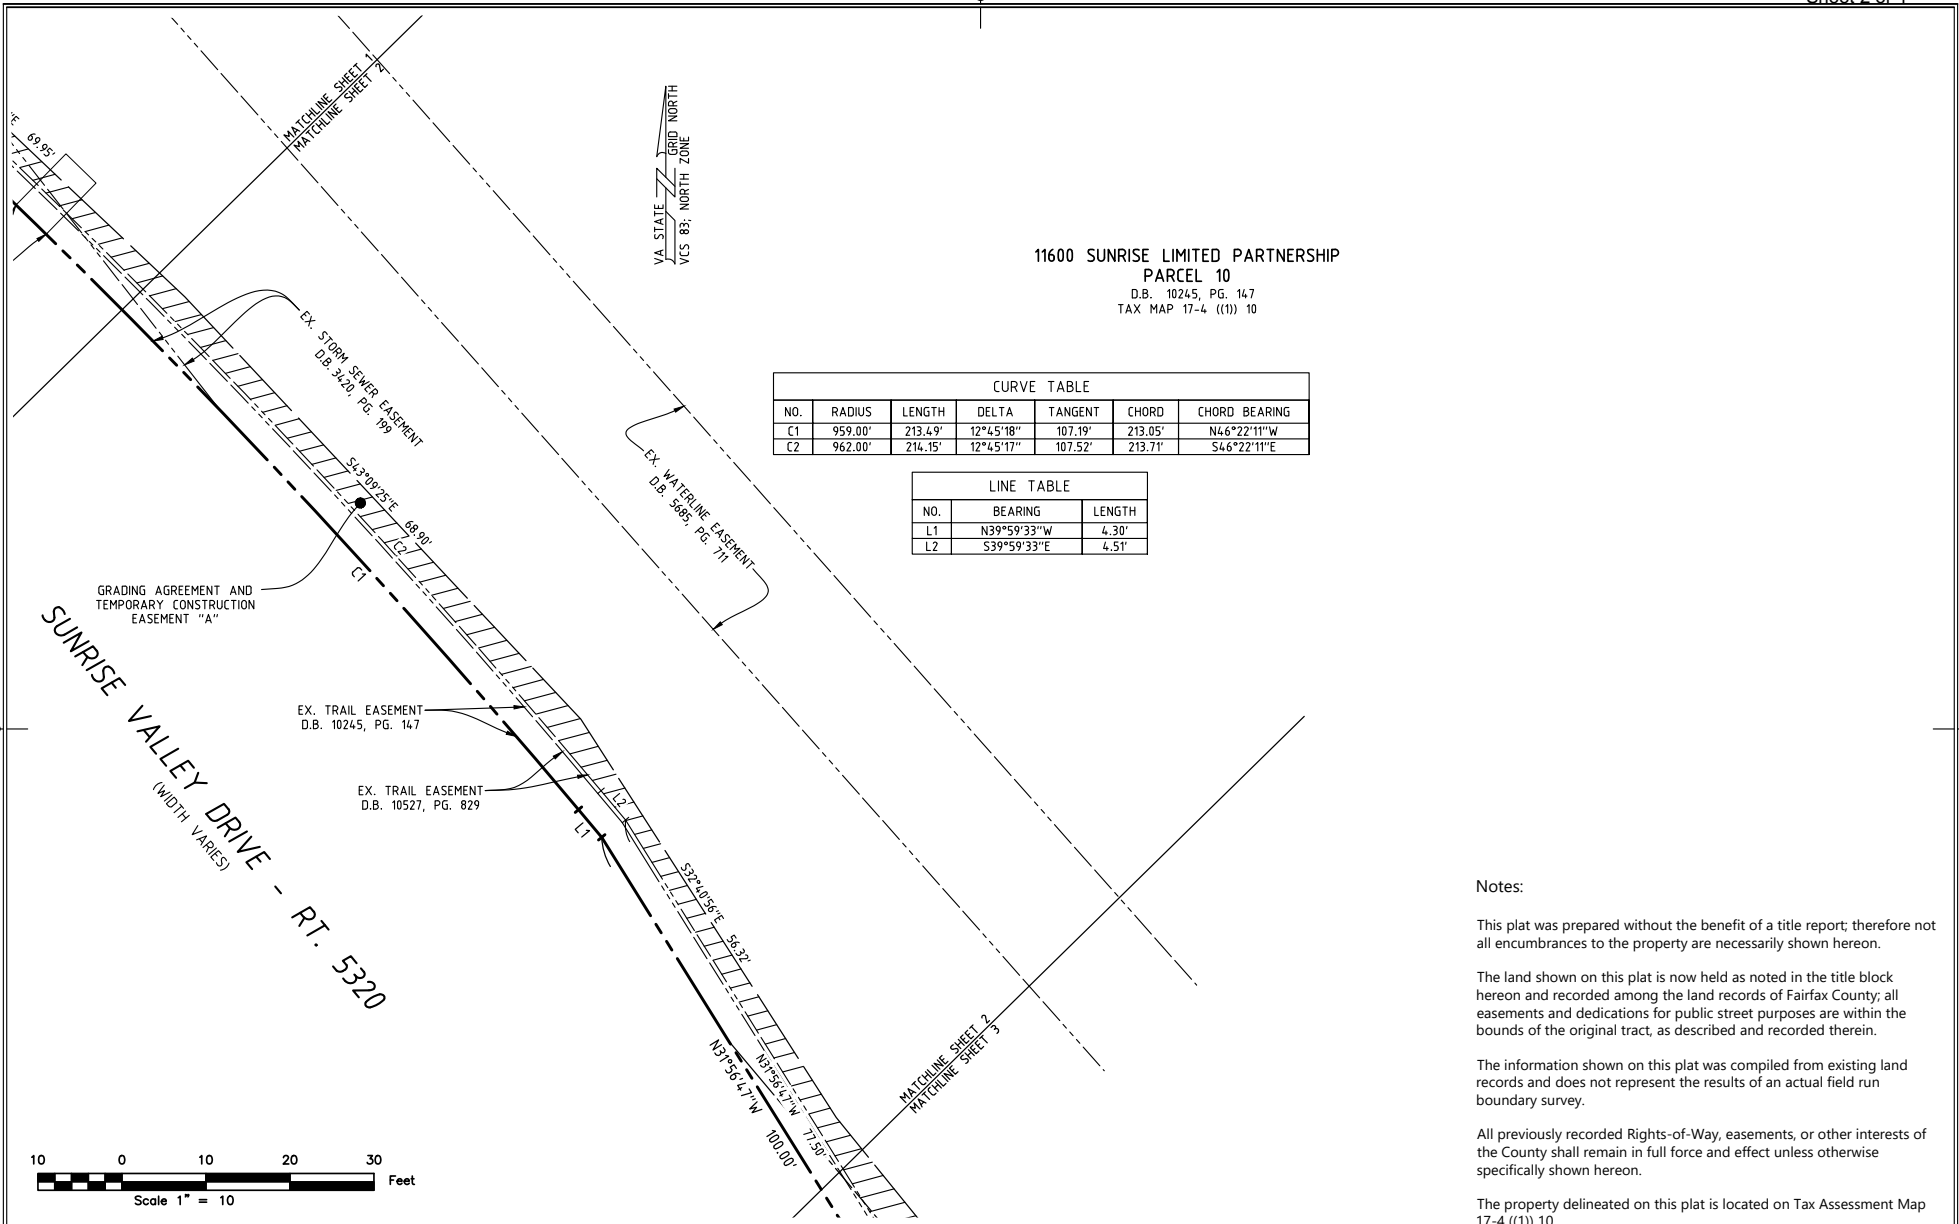 MATCHLINE SHEET 1
MATCHLINE SHEET 2
69.95'
VA STATE GRID NORTH
VCS 83; NORTH ZONE
11600 SUNRISE LIMITED PARTNERSHIP
PARCEL 10
D.B. 10245, PG. 147
TAX MAP 17-4 ((1)) 10
EX. STORM SEWER EASEMENT
D.B. 3420, PG. 199
CURVE TABLE
NO. RADIUS LENGTH DELTA TANGENT CHORD CHORD BEARING
C1 959.00' 213.49' 12°45'18" 107.19' 213.05' N46°22'11"W
C2 962.00' 214.15' 12°45'17" 107.52' 213.71' S46°22'11"E
LINE TABLE
NO. BEARING LENGTH
L1 N39°59'33"W 4.30'
L2 S39°59'33"E 4.51'
EX. WATERLINE EASEMENT
D.B. 5685, PG. 711
S43°09'25"E 68.90'
C2
C1
GRADING AGREEMENT AND
TEMPORARY CONSTRUCTION
EASEMENT "A"
SUNRISE VALLEY DRIVE - RT. 5320
(WIDTH VARIES)
EX. TRAIL EASEMENT
D.B. 10245, PG. 147
EX. TRAIL EASEMENT
D.B. 10527, PG. 829
L2
L1
S32°40'56"E 56.32'
N31°56'47"W 77.50'
N31°56'47"W 100.00'
MATCHLINE SHEET 2
MATCHLINE SHEET 3
10 0 10 20 30
Feet
Scale 1" = 10
Notes:
This plat was prepared without the benefit of a title report; therefore not
all encumbrances to the property are necessarily shown hereon.
The land shown on this plat is now held as noted in the title block
hereon and recorded among the land records of Fairfax County; all
easements and dedications for public street purposes are within the
bounds of the original tract, as described and recorded therein.
The information shown on this plat was compiled from existing land
records and does not represent the results of an actual field run
boundary survey.
All previously recorded Rights-of-Way, easements, or other interests of
the County shall remain in full force and effect unless otherwise
specifically shown hereon.
The property delineated on this plat is located on Tax Assessment Map
17-4 ((1)) 10